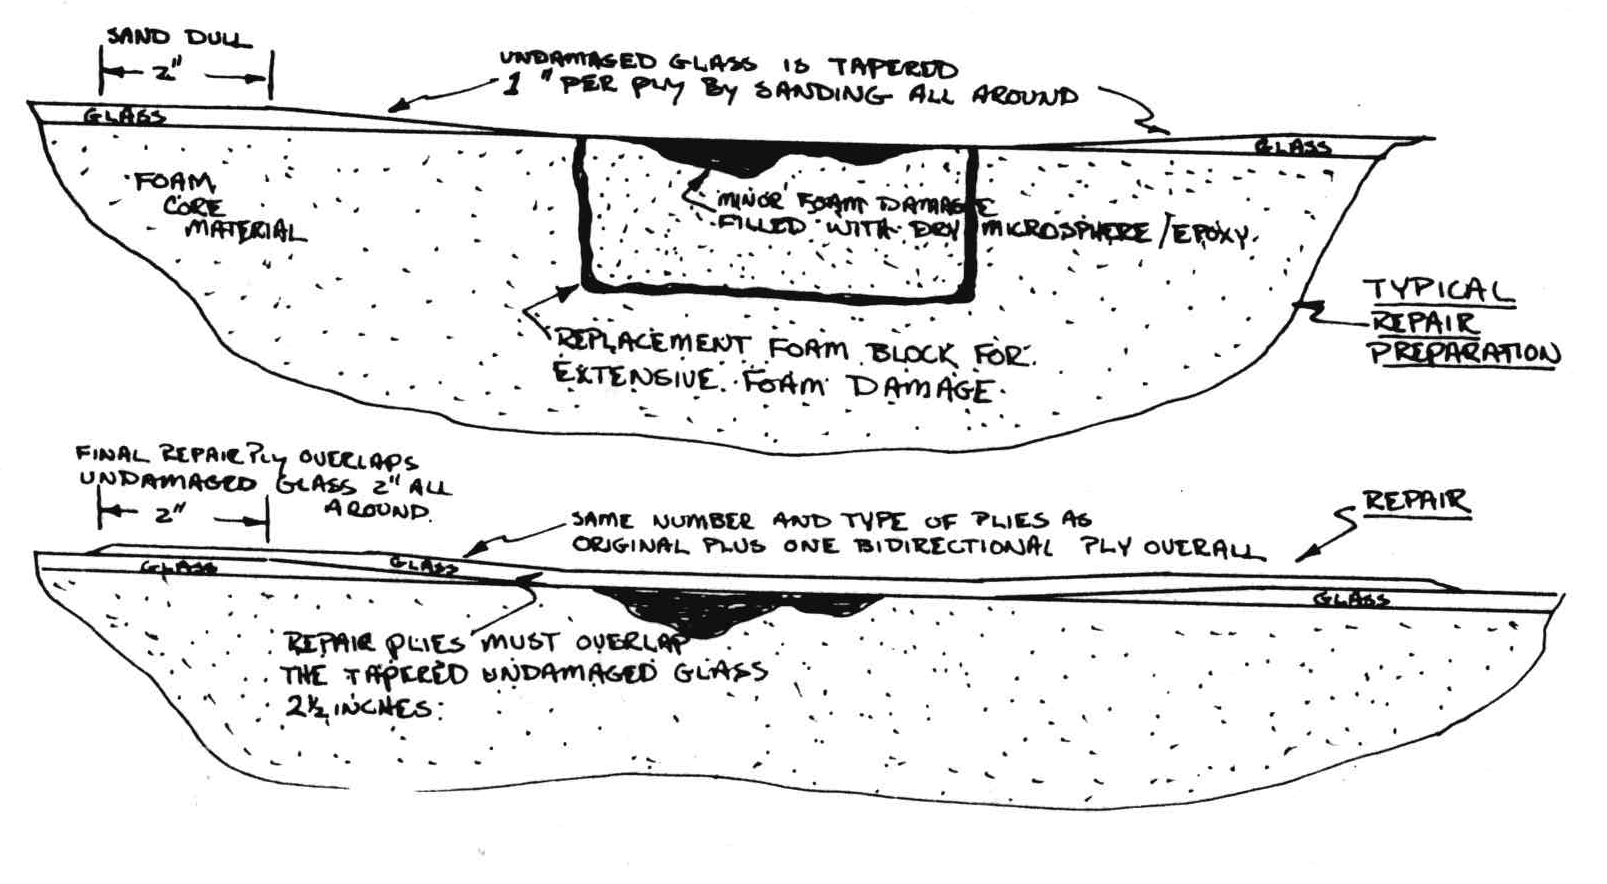 SAND DULL
2"
UNDAMAGED GLASS IS TAPERED
1" PER PLY BY SANDING ALL AROUND
GLASS
GLASS
FOAM
CORE
MATERIAL
MINOR FOAM DAMAGE
FILLED WITH DRY MICROSPHERE/EPOXY.
TYPICAL
REPAIR
PREPARATION
REPLACEMENT FOAM BLOCK FOR
EXTENSIVE FOAM DAMAGE
FINAL REPAIR PLY OVERLAPS
UNDAMAGED GLASS 2" ALL
AROUND.
2"
SAME NUMBER AND TYPE OF PLIES AS
ORIGINAL PLUS ONE BIDIRECTIONAL PLY OVERALL
REPAIR
GLASS
GLASS
GLASS
REPAIR PLIES MUST OVERLAP
THE TAPERED UNDAMAGED GLASS
2½ INCHES.